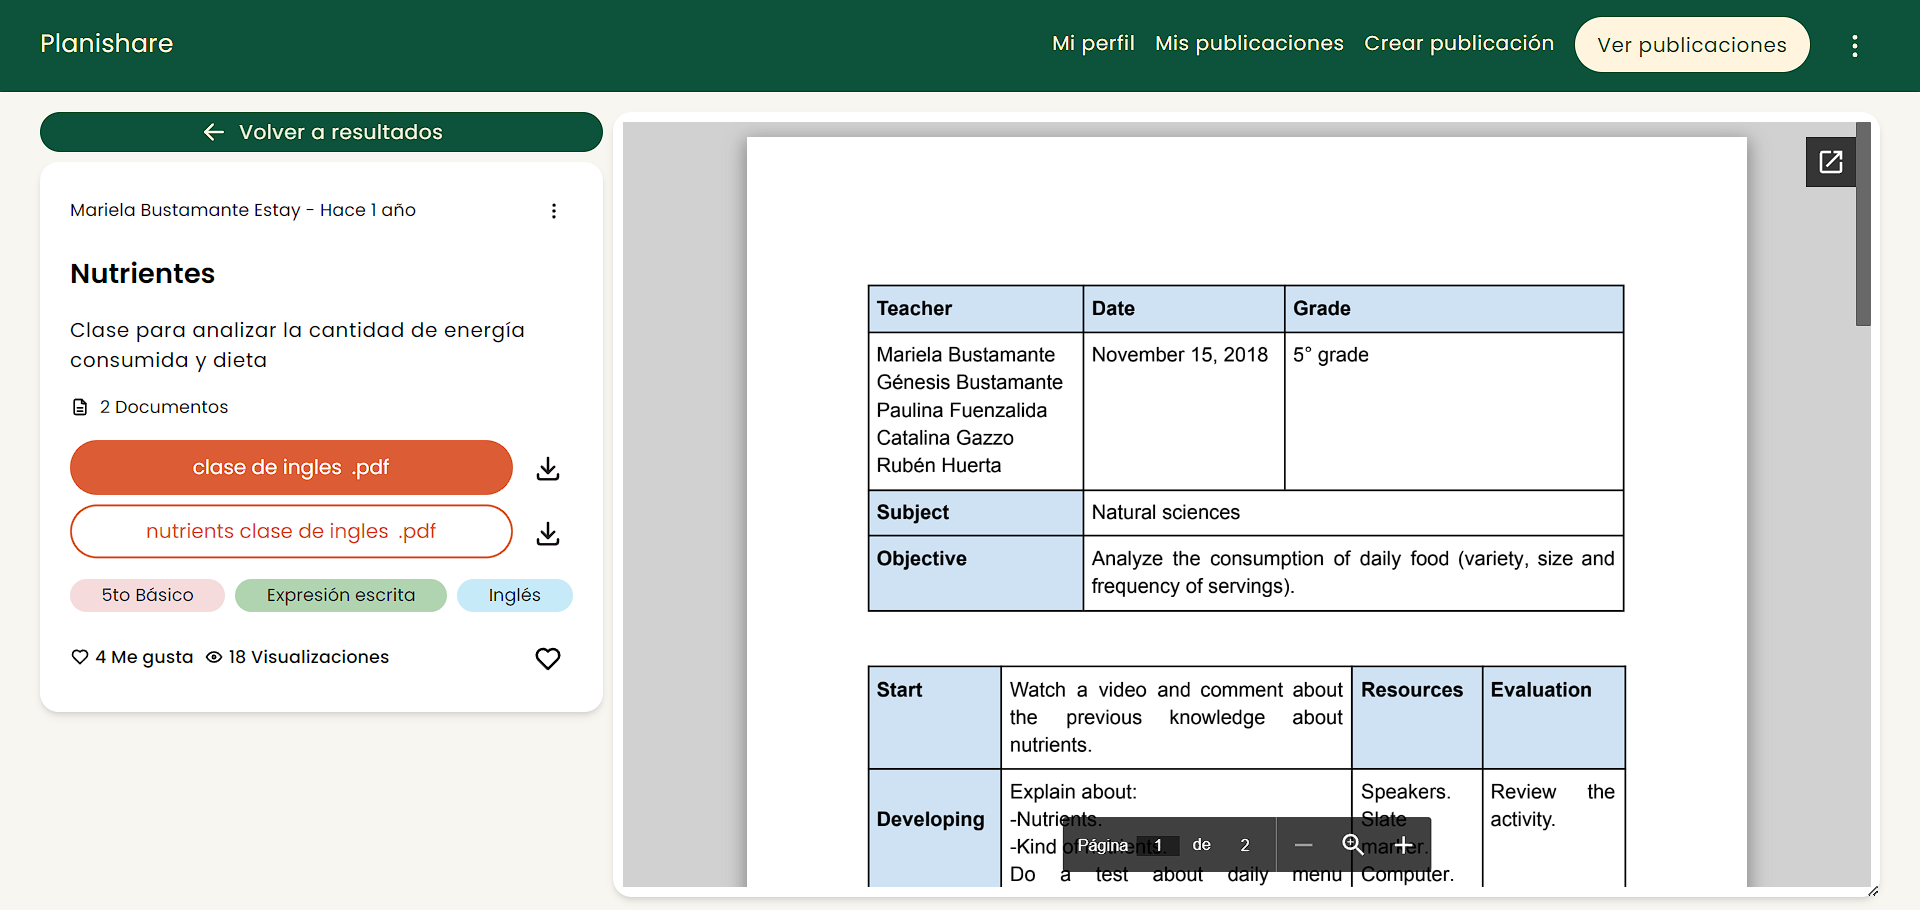 Planishare
Mi perfil
Mis publicaciones
Crear publicación
Ver publicaciones
Volver a resultados
Mariela Bustamante Estay - Hace 1 año
Nutrientes
Clase para analizar la cantidad de energía
consumida y dieta
2 Documentos
clase de ingles .pdf
nutrients clase de ingles .pdf
5to Básico
Expresión escrita
Inglés
4 Me gusta
18 Visualizaciones
Teacher
Date
Grade
Mariela Bustamante
Génesis Bustamante
Paulina Fuenzalida
Catalina Gazzo
Rubén Huerta
November 15, 2018
5° grade
Subject
Natural sciences
Objective
Analyze the consumption of daily food (variety, size and
frequency of servings).
Start
Watch a video and comment about
the previous knowledge about
nutrients.
Resources
Evaluation
Developing
Explain about:
-Nutrients.
-Kind of nutrients.
Do a test about daily menu
Speakers.
Slate
marker.
Computer.
Review the
activity.
Página 1 de 2